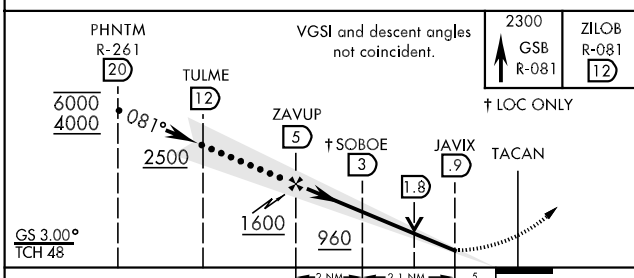 PHNTM
R-261
20
VGSI and descent angles
not coincident.
2300
GSB
R-081
ZILOB
R-081
12
TULME
12
† LOC ONLY
6000
4000
081°
ZAVUP
5
† SOBOE
3
JAVIX
.9
TACAN
2500
1.8
1600
960
GS 3.00°
TCH 48
2 NM
2.1 NM
.5